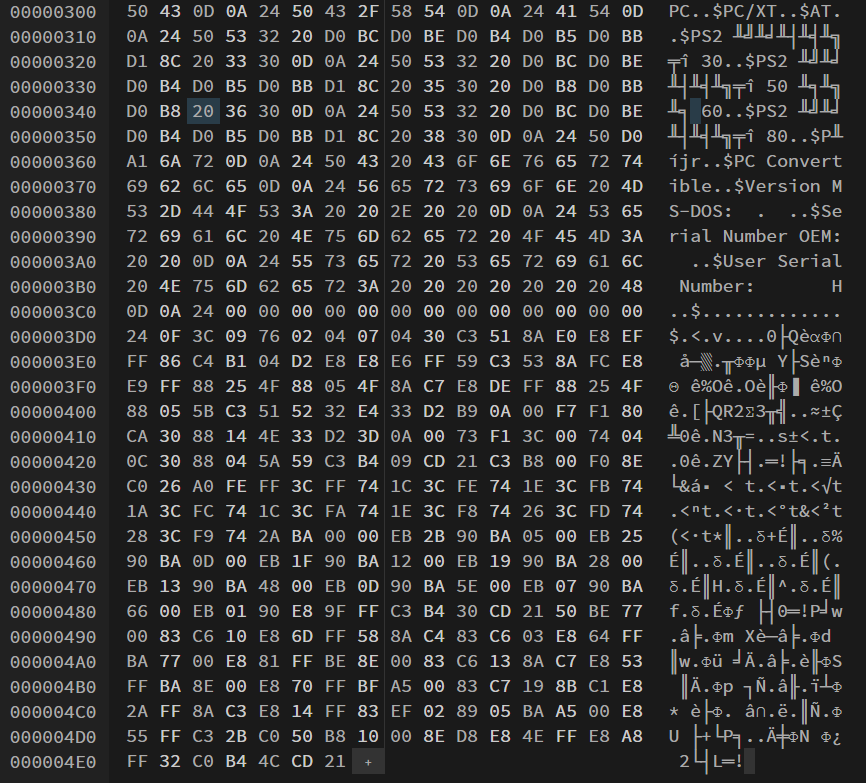 00000300 50 43 0D 0A 24 50 43 2F 58 54 0D 0A 24 41 54 0D PC..$PC/XT..$AT.
00000310 0A 24 50 53 32 20 D0 BC D0 BE D0 B4 D0 B5 D0 BB .$PS2 ╨╝╨╛╨┤╨╡╨╗
00000320 D1 8C 20 33 30 0D 0A 24 50 53 32 20 D0 BC D0 BE ╤î 30..$PS2 ╨╝╨╛
00000330 D0 B4 D0 B5 D0 BB D1 8C 20 35 30 20 D0 B8 D0 BB ╨┤╨╡╨╗╤î 50 ╨╕╨╗
00000340 D0 B8 20 36 30 0D 0A 24 50 53 32 20 D0 BC D0 BE ╨╕ 60..$PS2 ╨╝╨╛
00000350 D0 B4 D0 B5 D0 BB D1 8C 20 38 30 0D 0A 24 50 D0 ╨┤╨╡╨╗╤î 80..$P╨
00000360 A1 6A 72 0D 0A 24 50 43 20 43 6F 6E 76 65 72 74 íjr..$PC Convert
00000370 69 62 6C 65 0D 0A 24 56 65 72 73 69 6F 6E 20 4D ible..$Version M
00000380 53 2D 44 4F 53 3A 20 20 2E 20 20 0D 0A 24 53 65 S-DOS:  .  ..$Se
00000390 72 69 61 6C 20 4E 75 6D 62 65 72 20 4F 45 4D 3A rial Number OEM:
000003A0 20 20 0D 0A 24 55 73 65 72 20 53 65 72 69 61 6C   ..$User Serial
000003B0 20 4E 75 6D 62 65 72 3A 20 20 20 20 20 20 20 48  Number:       H
000003C0 0D 0A 24 00 00 00 00 00 00 00 00 00 00 00 00 00 ..$.............
000003D0 24 0F 3C 09 76 02 04 07 04 30 C3 51 8A E0 E8 EF $.<.v....0├QèαΦ∩
000003E0 FF 86 C4 B1 04 D2 E8 E8 E6 FF 59 C3 53 8A FC E8  å─▒.╥ΦΦµ Y├SèⁿΦ
000003F0 E9 FF 88 25 4F 88 05 4F 8A C7 E8 DE FF 88 25 4F Θ ê%Oê.Oè╟Φ▐ ê%O
00000400 88 05 5B C3 51 52 32 E4 33 D2 B9 0A 00 F7 F1 80 ê.[├QR2Σ3╥╣..≈±Ç
00000410 CA 30 88 14 4E 33 D2 3D 0A 00 73 F1 3C 00 74 04 ╩0ê.N3╥=..s±<.t.
00000420 0C 30 88 04 5A 59 C3 B4 09 CD 21 C3 B8 00 F0 8E .0ê.ZY├┤.═!├╕.≡Ä
00000430 C0 26 A0 FE FF 3C FF 74 1C 3C FE 74 1E 3C FB 74 └&á■ < t.<■t.<√t
00000440 1A 3C FC 74 1C 3C FA 74 1E 3C F8 74 26 3C FD 74 .<ⁿt.<·t.<°t&<²t
00000450 28 3C F9 74 2A BA 00 00 EB 2B 90 BA 05 00 EB 25 (<∙t*║..δ+É║..δ%
00000460 90 BA 0D 00 EB 1F 90 BA 12 00 EB 19 90 BA 28 00 É║..δ.É║..δ.É║(.
00000470 EB 13 90 BA 48 00 EB 0D 90 BA 5E 00 EB 07 90 BA δ.É║H.δ.É║^.δ.É║
00000480 66 00 EB 01 90 E8 9F FF C3 B4 30 CD 21 50 BE 77 f.δ.ÉΦƒ ├┤0═!P╛w
00000490 00 83 C6 10 E8 6D FF 58 8A C4 83 C6 03 E8 64 FF .â╞.Φm Xè─â╞.Φd
000004A0 BA 77 00 E8 81 FF BE 8E 00 83 C6 13 8A C7 E8 53 ║w.Φü ╛Ä.â╞.è╟ΦS
000004B0 FF BA 8E 00 E8 70 FF BF A5 00 83 C7 19 8B C1 E8  ║Ä.Φp ┐Ñ.â╟.ï┴Φ
000004C0 2A FF 8A C3 E8 14 FF 83 EF 02 89 05 BA A5 00 E8 * è├Φ. â∩.ë.║Ñ.Φ
000004D0 55 FF C3 2B C0 50 B8 10 00 8E D8 E8 4E FF E8 A8 U ├+└P╕..Ä╪ΦN Φ¿
000004E0 FF 32 C0 B4 4C CD 21 +  2└┤L═!